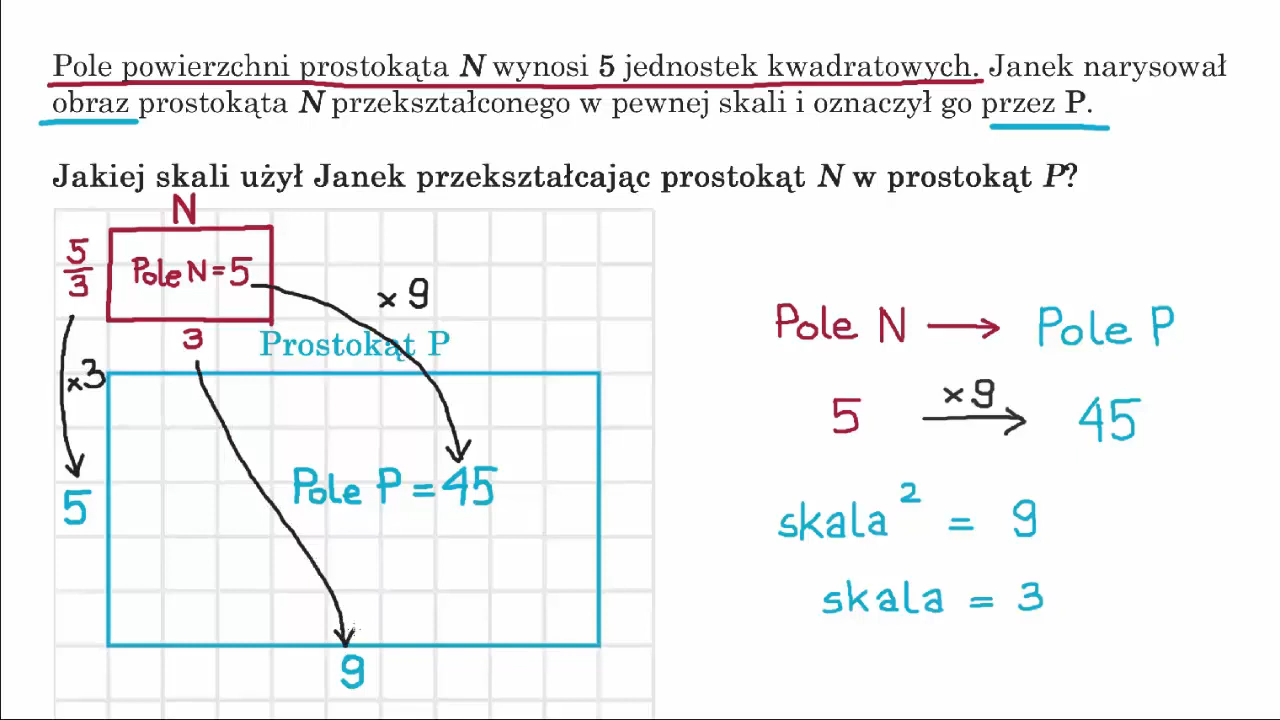 Pole powierzchni prostokąta N wynosi 5 jednostek kwadratowych. Janek narysował
obraz prostokąta N przekształconego w pewnej skali i oznaczył go przez P.
Jakiej skali użył Janek przekształcając prostokąt N w prostokąt P?
N
5/3
Pole N = 5
× 9
3
Prostokąt P
×3
Pole P = 45
5
9
Pole N → Pole P
5 ×9 → 45
skala² = 9
skala = 3